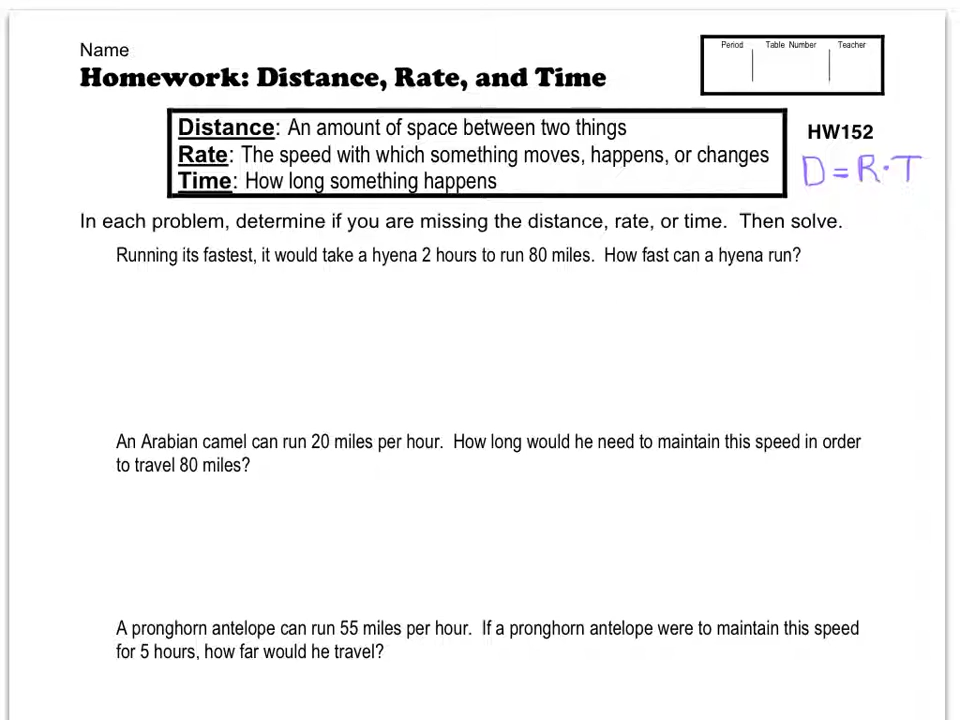 Name
Homework: Distance, Rate, and Time
Period Table Number Teacher
Distance: An amount of space between two things
Rate: The speed with which something moves, happens, or changes
Time: How long something happens
HW152
D = R · T
In each problem, determine if you are missing the distance, rate, or time. Then solve.
Running its fastest, it would take a hyena 2 hours to run 80 miles. How fast can a hyena run?
An Arabian camel can run 20 miles per hour. How long would he need to maintain this speed in order
to travel 80 miles?
A pronghorn antelope can run 55 miles per hour. If a pronghorn antelope were to maintain this speed
for 5 hours, how far would he travel?